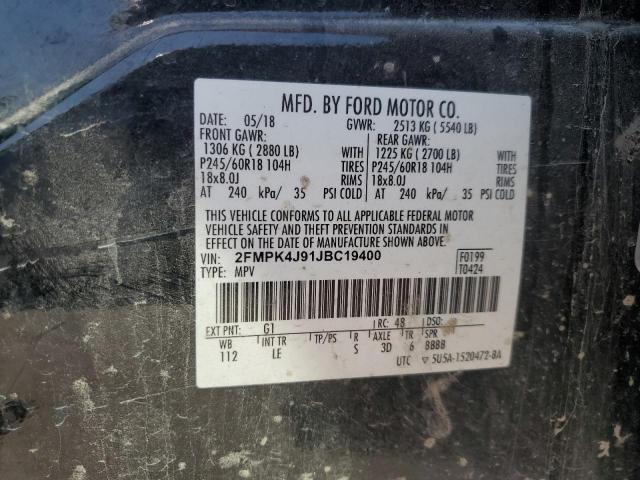 MFD. BY FORD MOTOR CO.
DATE: 05/18 GVWR: 2513 KG ( 5540 LB)
FRONT GAWR: REAR GAWR:
1306 KG ( 2880 LB) WITH 1225 KG ( 2700 LB) WITH
P245/60R18 104H TIRES P245/60R18 104H TIRES
18x8.0J RIMS 18x8.0J RIMS
AT 240 kPa/ 35 PSI COLD AT 240 kPa/ 35 PSI COLD
THIS VEHICLE CONFORMS TO ALL APPLICABLE FEDERAL MOTOR
VEHICLE SAFETY AND THEFT PREVENTION STANDARDS IN
EFFECT ON THE DATE OF MANUFACTURE SHOWN ABOVE.
VIN: 2FMPK4J91JBC19400 F0199
TYPE: MPV T0424
EXT PNT: G1 RC: 48 DSO:
WB INT TR TP/PS R AXLE TR SPR
112 LE S 3D 6 BBBB
UTC ▽ 5U5A-1520472-BA